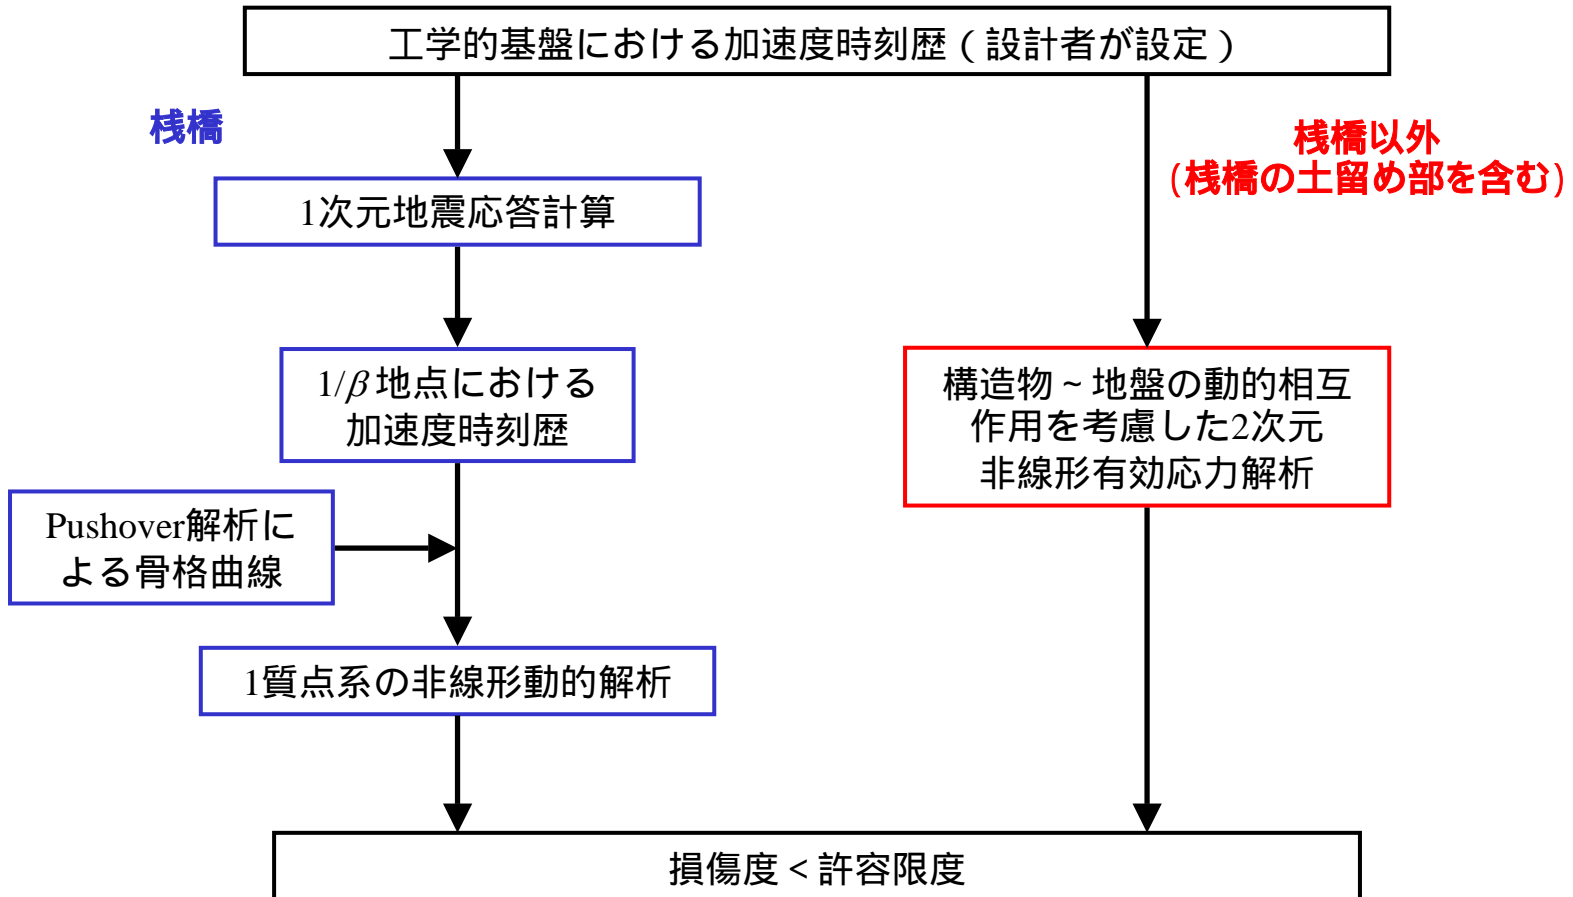 工学的基盤における加速度時刻歴(設計者が設定)
桟橋
桟橋以外
(桟橋の土留め部を含む)
1次元地震応答計算
1/β地点における
加速度時刻歴
構造物~地盤の動的相互
作用を考慮した2次元
非線形有効応力解析
Pushover解析に
よる骨格曲線
1質点系の非線形動的解析
損傷度<許容限度